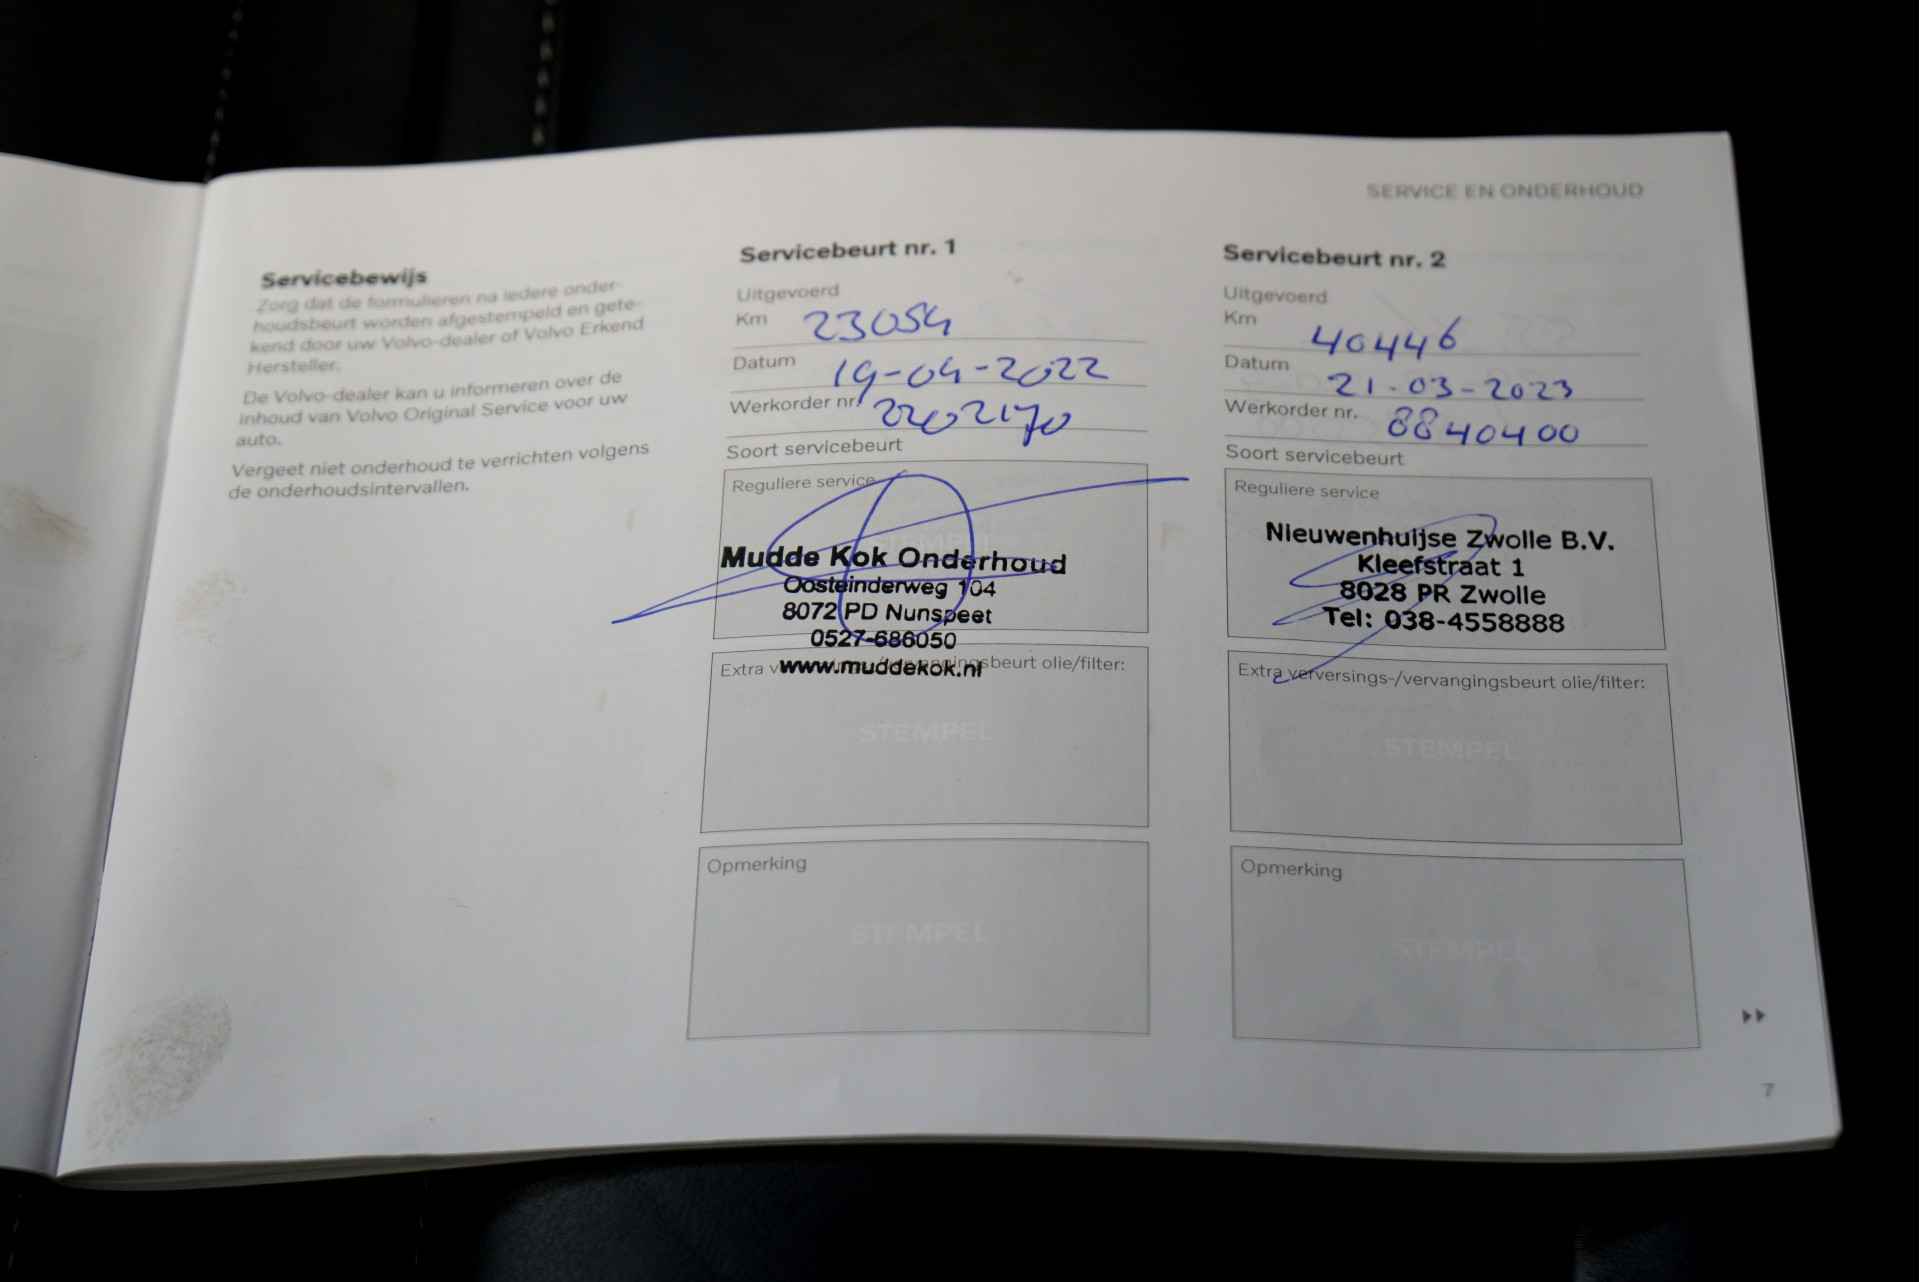 SERVICE EN ONDERHOUD
Servicebewijs
Zorg dat de formulieren na iedere onder-
houdsbeurt worden afgestempeld en gete-
kend door uw Volvo-dealer of Volvo Erkend
Hersteller.
De Volvo-dealer kan u informeren over de
inhoud van Volvo Original Service voor uw
auto.
Vergeet niet onderhoud te verrichten volgens
de onderhoudsintervallen.
Servicebeurt nr. 1
Uitgevoerd
Km 23054
Datum 19-04-2022
Werkorder nr. 2202170
Soort servicebeurt
Reguliere service
STEMPEL
Mudde Kok Onderhoud
Oosteinderweg 104
8072 PD Nunspeet
0527-686050
www.muddekok.nl
Extra ververvangingsbeurt olie/filter:
STEMPEL
Opmerking
STEMPEL
Servicebeurt nr. 2
Uitgevoerd
Km 40446
Datum 21-03-2023
Werkorder nr. 8840400
Soort servicebeurt
Reguliere service
Nieuwenhuijse Zwolle B.V.
Kleefstraat 1
8028 PR Zwolle
Tel: 038-4558888
Extra verversings-/vervangingsbeurt olie/filter:
STEMPEL
Opmerking
STEMPEL
7